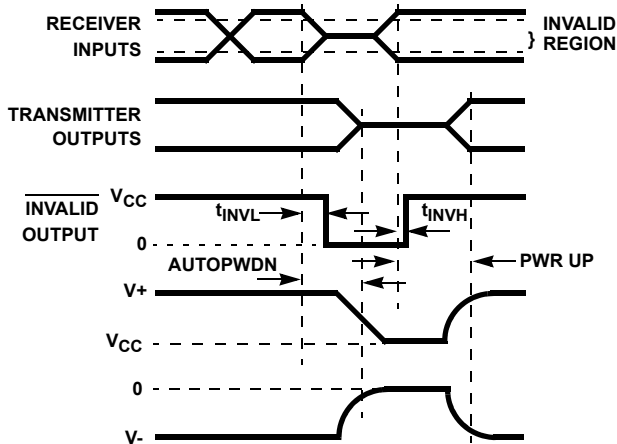 RECEIVER
INPUTS
} INVALID
REGION
TRANSMITTER
OUTPUTS
INVALID
OUTPUT
VCC
0
tINVL
tINVH
AUTOPWDN
PWR UP
V+
VCC
0
V-